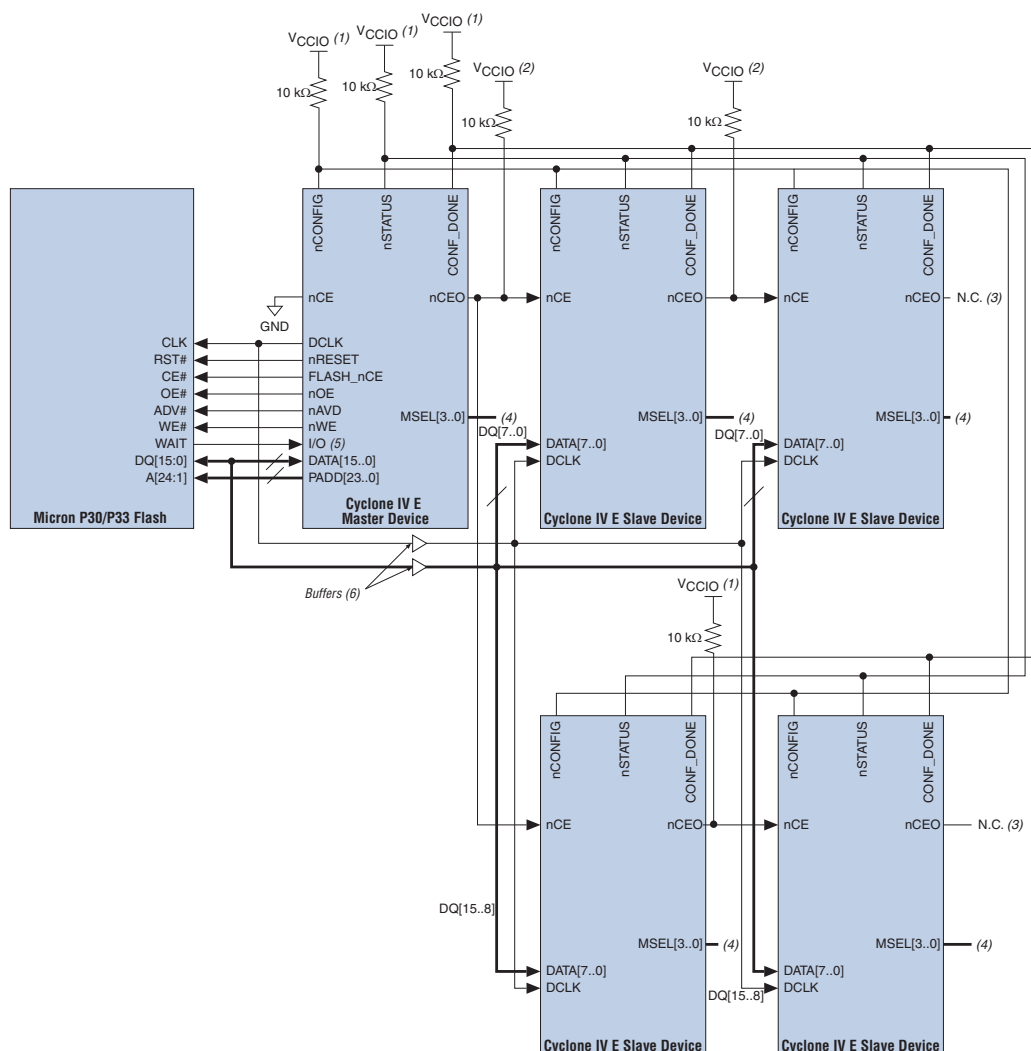 VCCIO (1)
VCCIO (1)
VCCIO (1)
VCCIO (2)
VCCIO (2)
10 kΩ
10 kΩ
10 kΩ
10 kΩ
10 kΩ
nCONFIG
nSTATUS
CONF_DONE
nCE
nCEO
GND
DCLK
nRESET
FLASH_nCE
nOE
nAVD
nWE
I/O (5)
DATA[15..0]
PADD[23..0]
MSEL[3..0]
(4)
Cyclone IV E
Master Device
CLK
RST#
CE#
OE#
ADV#
WE#
WAIT
DQ[15:0]
A[24:1]
Micron P30/P33 Flash
nCONFIG
nSTATUS
CONF_DONE
nCE
nCEO
MSEL[3..0]
(4)
DQ[7..0]
DATA[7..0]
DCLK
Cyclone IV E Slave Device
nCONFIG
nSTATUS
CONF_DONE
nCE
nCEO
N.C. (3)
MSEL[3..0]
(4)
DQ[7..0]
DATA[7..0]
DCLK
Cyclone IV E Slave Device
Buffers (6)
VCCIO (1)
10 kΩ
nCONFIG
nSTATUS
CONF_DONE
nCE
nCEO
DQ[15..8]
MSEL[3..0]
(4)
DATA[7..0]
DCLK
Cyclone IV E Slave Device
nCONFIG
nSTATUS
CONF_DONE
nCE
nCEO
N.C. (3)
MSEL[3..0]
(4)
DATA[7..0]
DQ[15..8]
DCLK
Cyclone IV E Slave Device